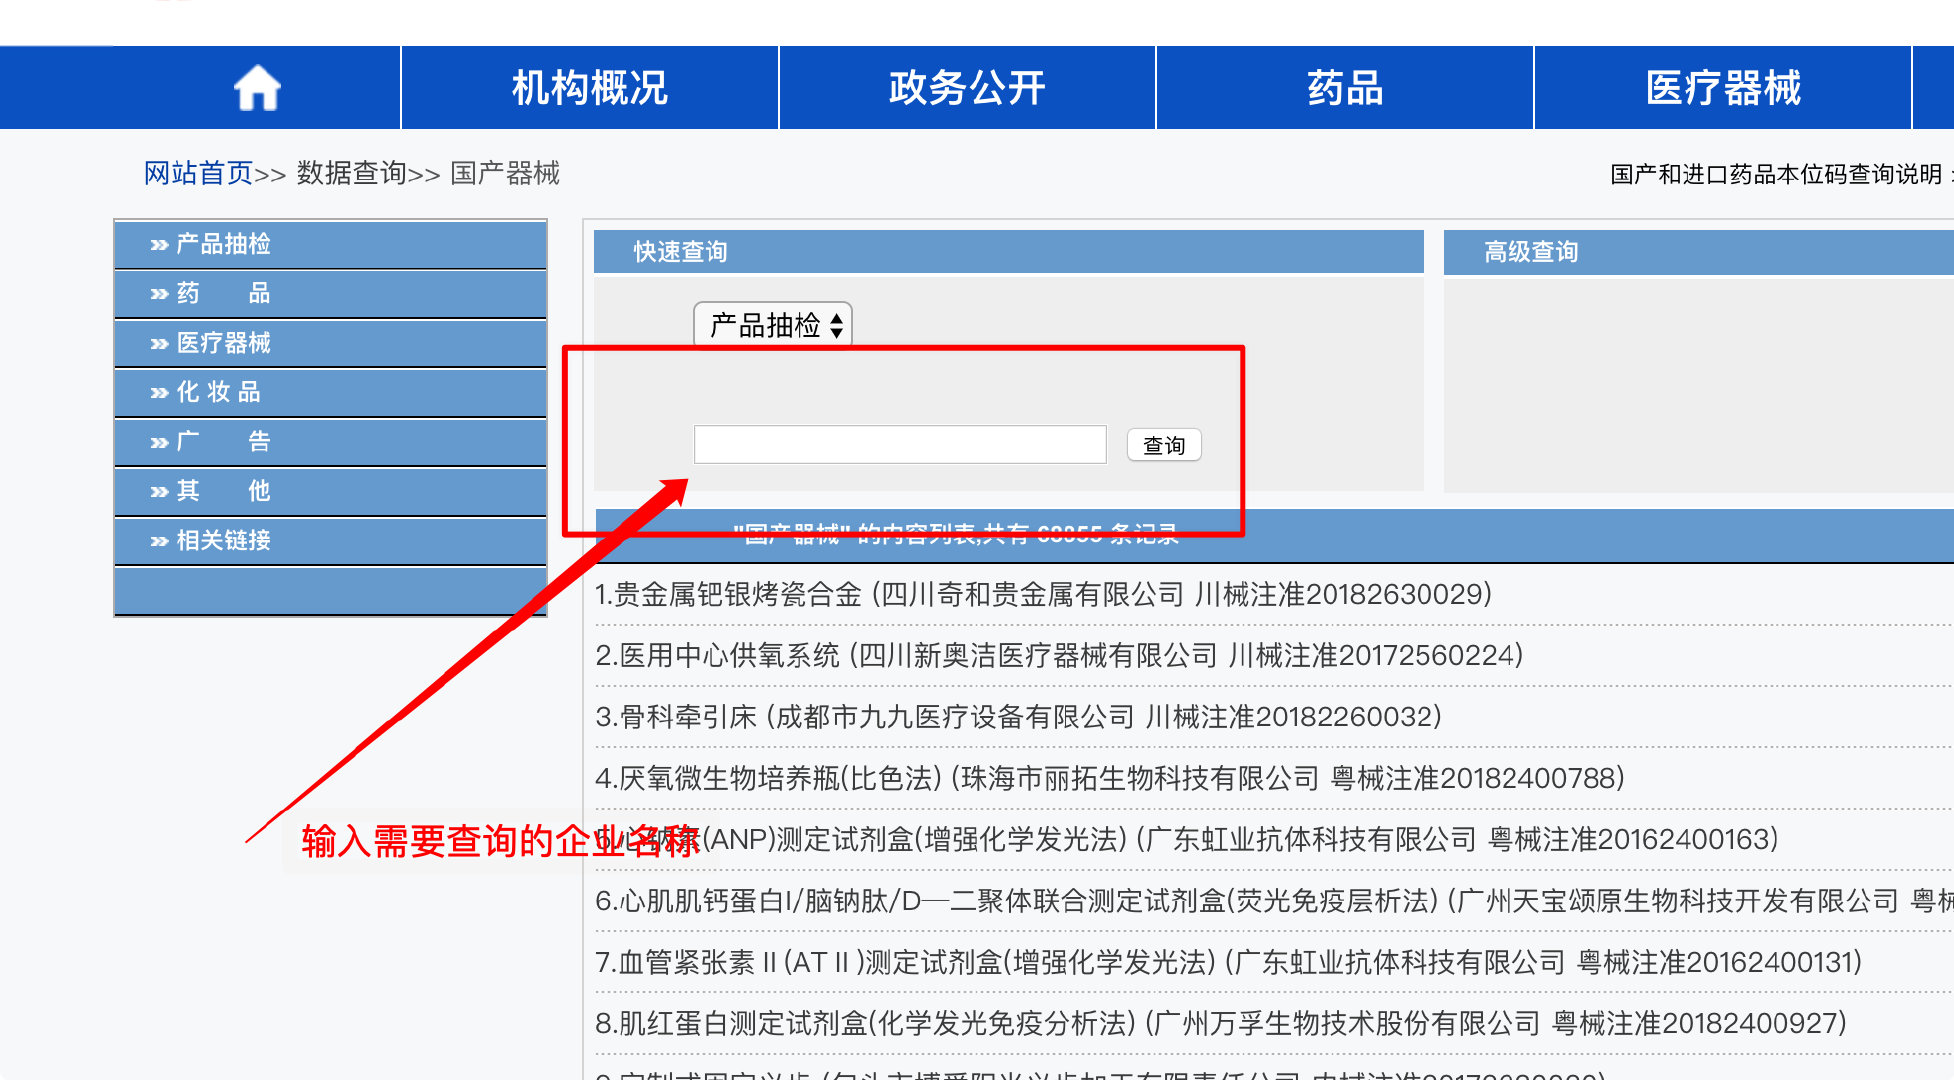 机构概况
政务公开
药品
医疗器械
网站首页>> 数据查询>> 国产器械
国产和进口药品本位码查询说明
产品抽检
药 品
医疗器械
化 妆 品
广 告
其 他
相关链接
快速查询
高级查询
产品抽检
查询
"国产器械" 的内容列表,共有 68855 条记录
1.贵金属钯银烤瓷合金 (四川奇和贵金属有限公司 川械注准20182630029)
2.医用中心供氧系统 (四川新奥洁医疗器械有限公司 川械注准20172560224)
3.骨科牵引床 (成都市九九医疗设备有限公司 川械注准20182260032)
4.厌氧微生物培养瓶(比色法) (珠海市丽拓生物科技有限公司 粤械注准20182400788)
输入需要查询的企业名称
5.心钠素(ANP)测定试剂盒(增强化学发光法) (广东虹业抗体科技有限公司 粤械注准20162400163)
6.心肌肌钙蛋白I/脑钠肽/D—二聚体联合测定试剂盒(荧光免疫层析法) (广州天宝颂原生物科技开发有限公司 粤械
7.血管紧张素Ⅱ(ATⅡ)测定试剂盒(增强化学发光法) (广东虹业抗体科技有限公司 粤械注准20162400131)
8.肌红蛋白测定试剂盒(化学发光免疫分析法) (广州万孚生物技术股份有限公司 粤械注准20182400927)